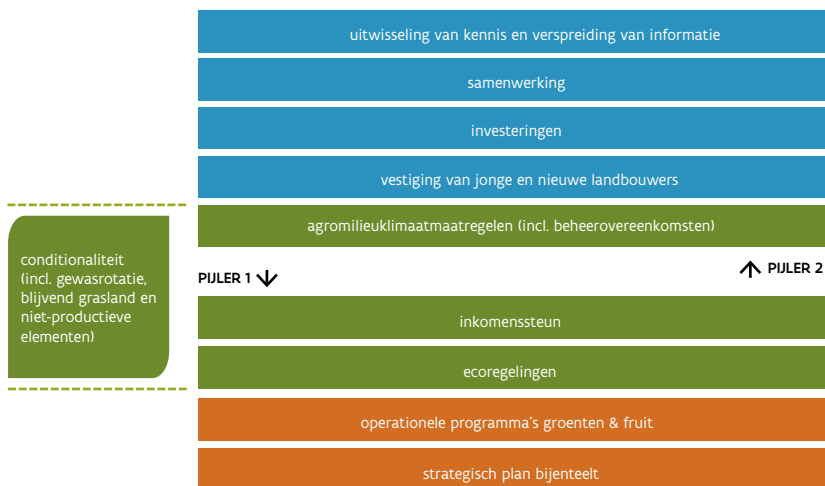 uitwisseling van kennis en verspreiding van informatie
samenwerking
investeringen
vestiging van jonge en nieuwe landbouwers
agromilieuklimaatmaatregelen (incl. beheerovereenkomsten)
conditionaliteit
(incl. gewasrotatie,
blijvend grasland en
niet-productieve
elementen)
PIJLER 1 ↓
↑ PIJLER 2
inkomenssteun
ecoregelingen
operationele programma's groenten & fruit
strategisch plan bijenteelt